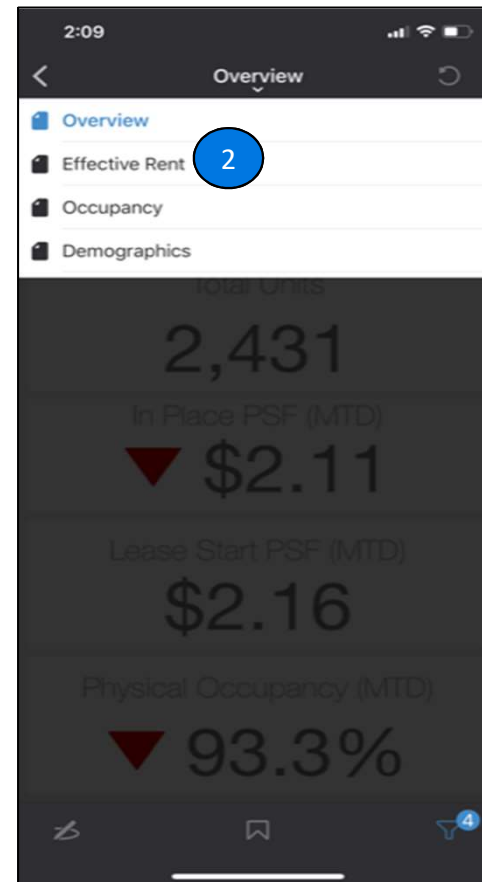 2:09
Overview
Overview
Effective Rent
2
Occupancy
Demographics
Total Units
2,431
In Place PSF (MTD)
$2.11
Lease Start PSF (MTD)
$2.16
Physical Occupancy (MTD)
93.3%
4